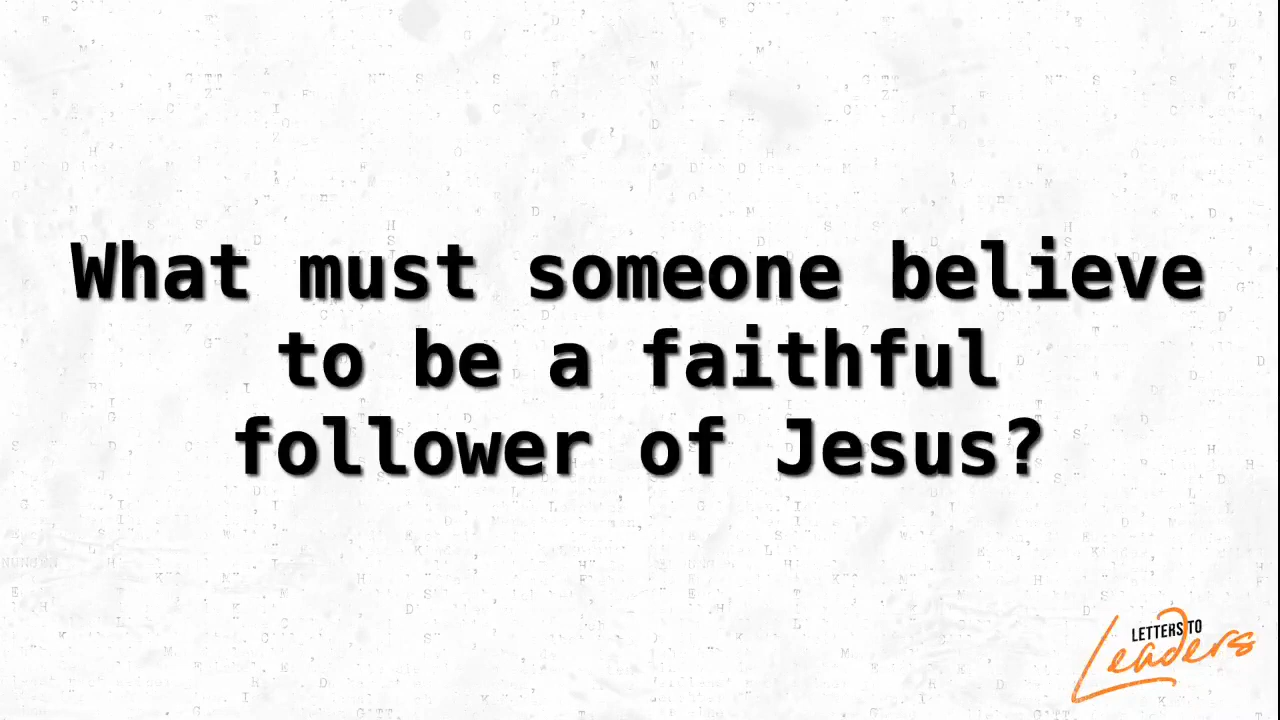 What must someone believe
to be a faithful
follower of Jesus?
LETTERS TO
Leaders